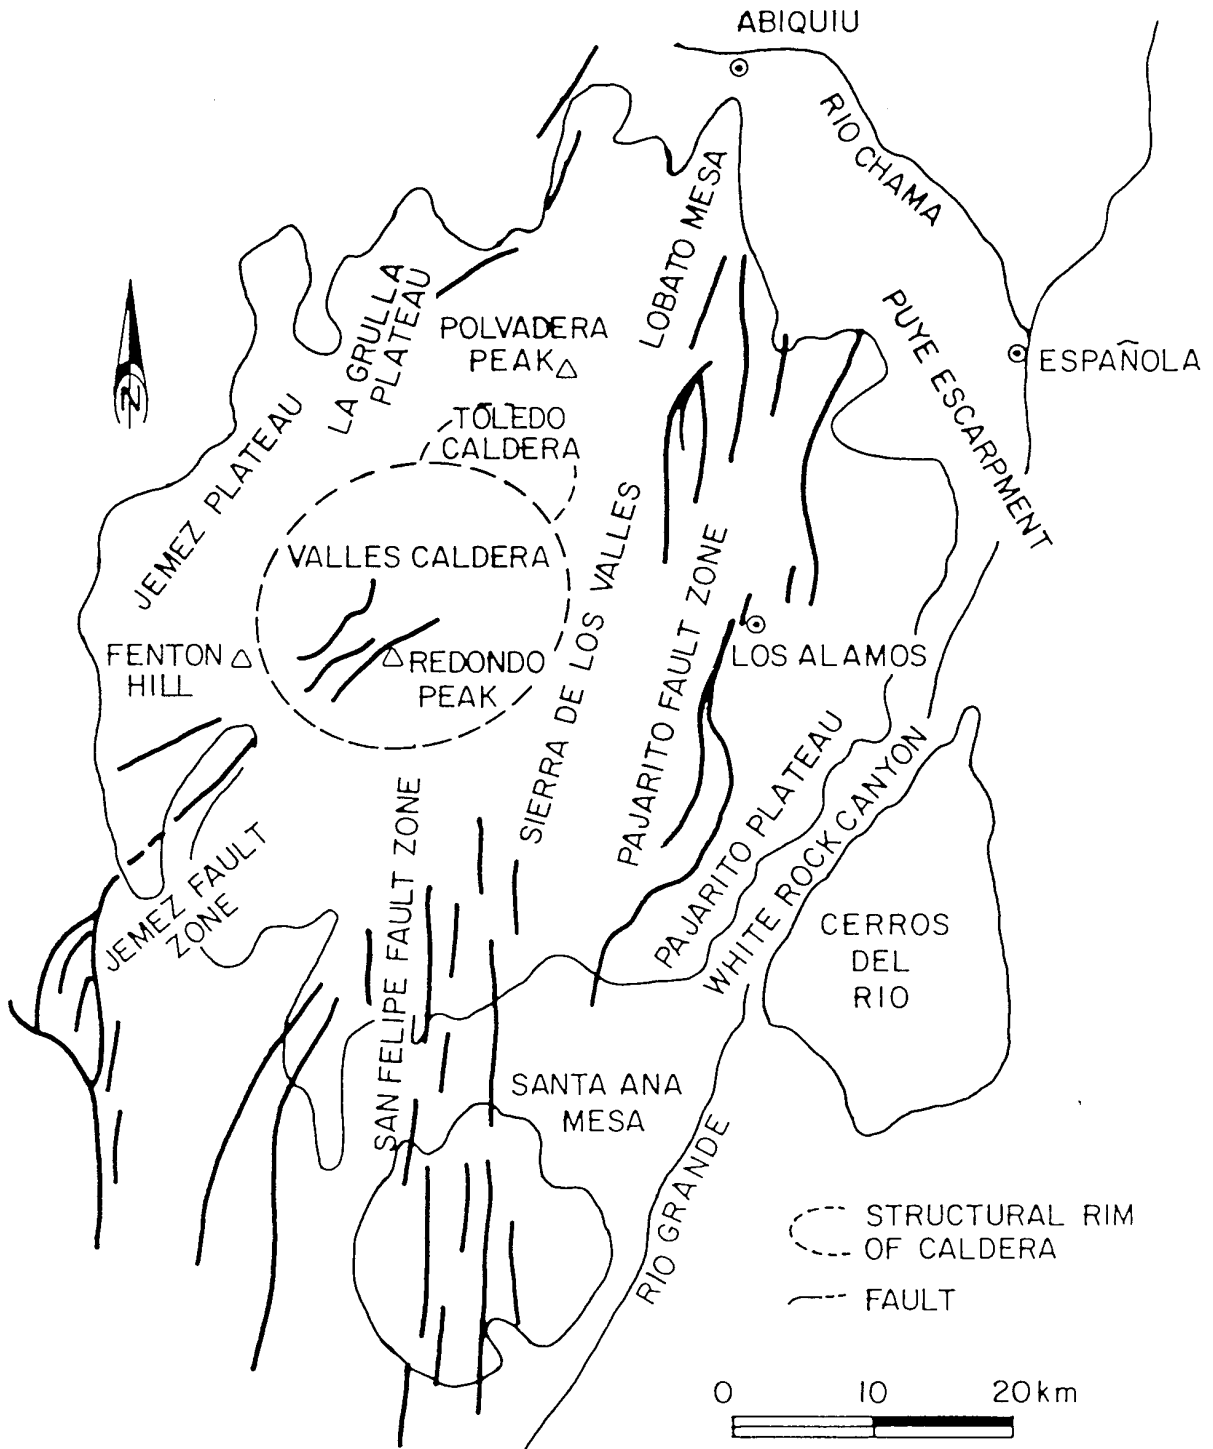 ABIQUIU
RIO CHAMA
LOBATO MESA
LA GRULLA
PLATEAU
POLVADERA
PEAK
PUYE ESCARPMENT
ESPAÑOLA
N
JEMEZ PLATEAU
TOLEDO
CALDERA
VALLES CALDERA
SIERRA DE LOS VALLES
PAJARITO FAULT ZONE
FENTON
HILL
REDONDO
PEAK
LOS ALAMOS
PAJARITO PLATEAU
WHITE ROCK CANYON
JEMEZ FAULT
ZONE
SAN FELIPE FAULT ZONE
CERROS
DEL
RIO
SANTA ANA
MESA
RIO GRANDE
STRUCTURAL RIM
OF CALDERA
FAULT
0 10 20 km